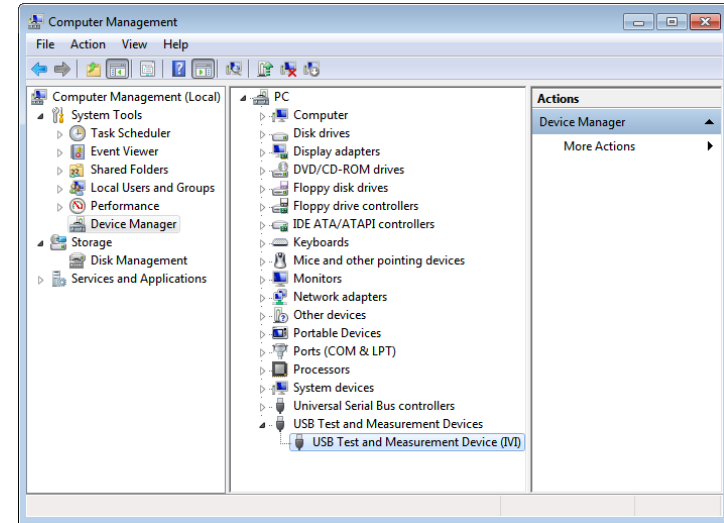 Computer Management
File Action View Help
Computer Management (Local)
System Tools
Task Scheduler
Event Viewer
Shared Folders
Local Users and Groups
Performance
Device Manager
Storage
Disk Management
Services and Applications
PC
Computer
Disk drives
Display adapters
DVD/CD-ROM drives
Floppy disk drives
Floppy drive controllers
IDE ATA/ATAPI controllers
Keyboards
Mice and other pointing devices
Monitors
Network adapters
Other devices
Portable Devices
Ports (COM & LPT)
Processors
System devices
Universal Serial Bus controllers
USB Test and Measurement Devices
USB Test and Measurement Device (IVI)
Actions
Device Manager
More Actions